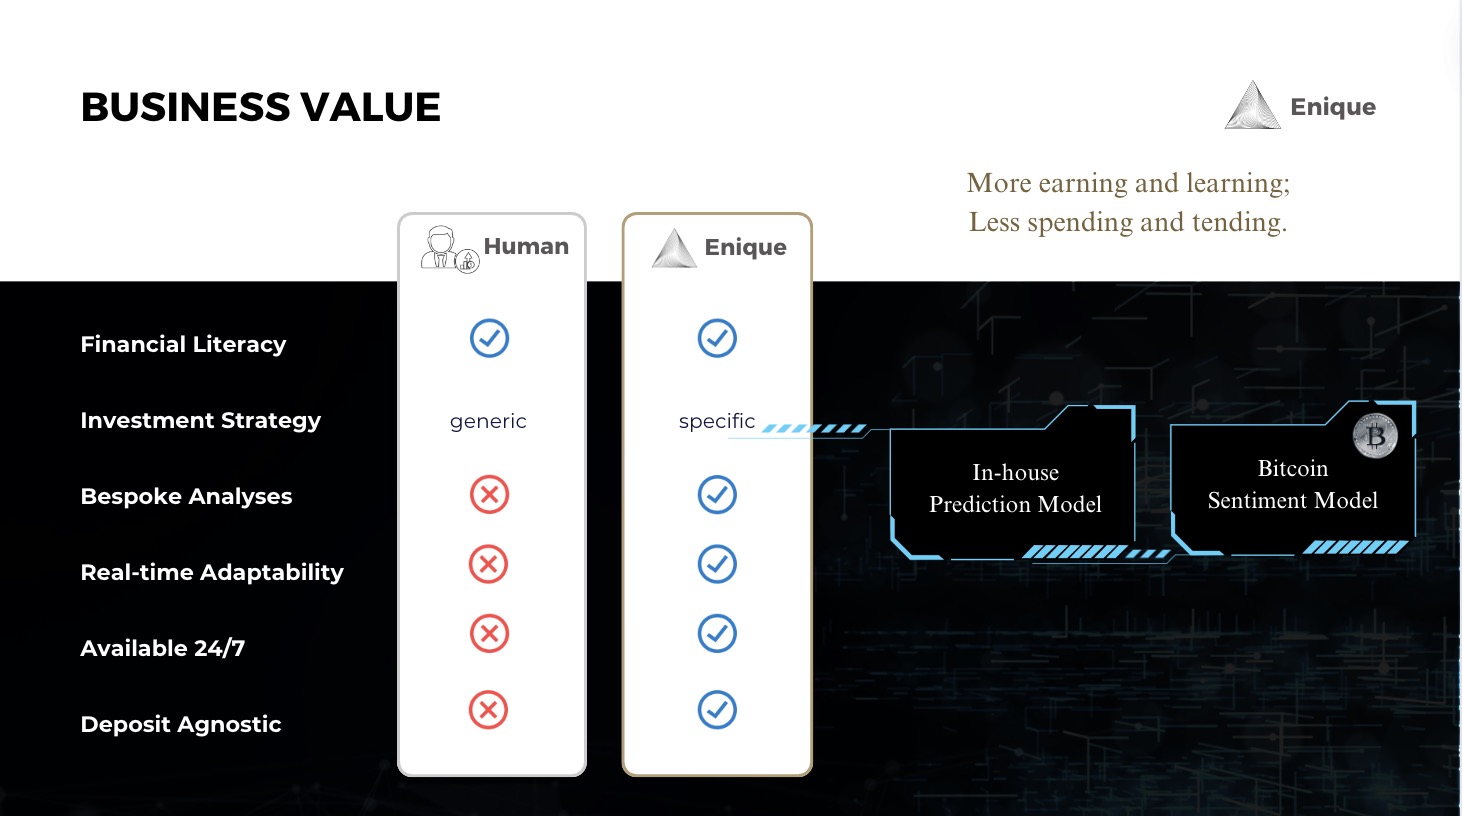 BUSINESS VALUE
Enique
More earning and learning;
Less spending and tending.
Human
Enique
Financial Literacy
Investment Strategy
generic
specific
Bespoke Analyses
Real-time Adaptability
Available 24/7
Deposit Agnostic
In-house
Prediction Model
Bitcoin
Sentiment Model